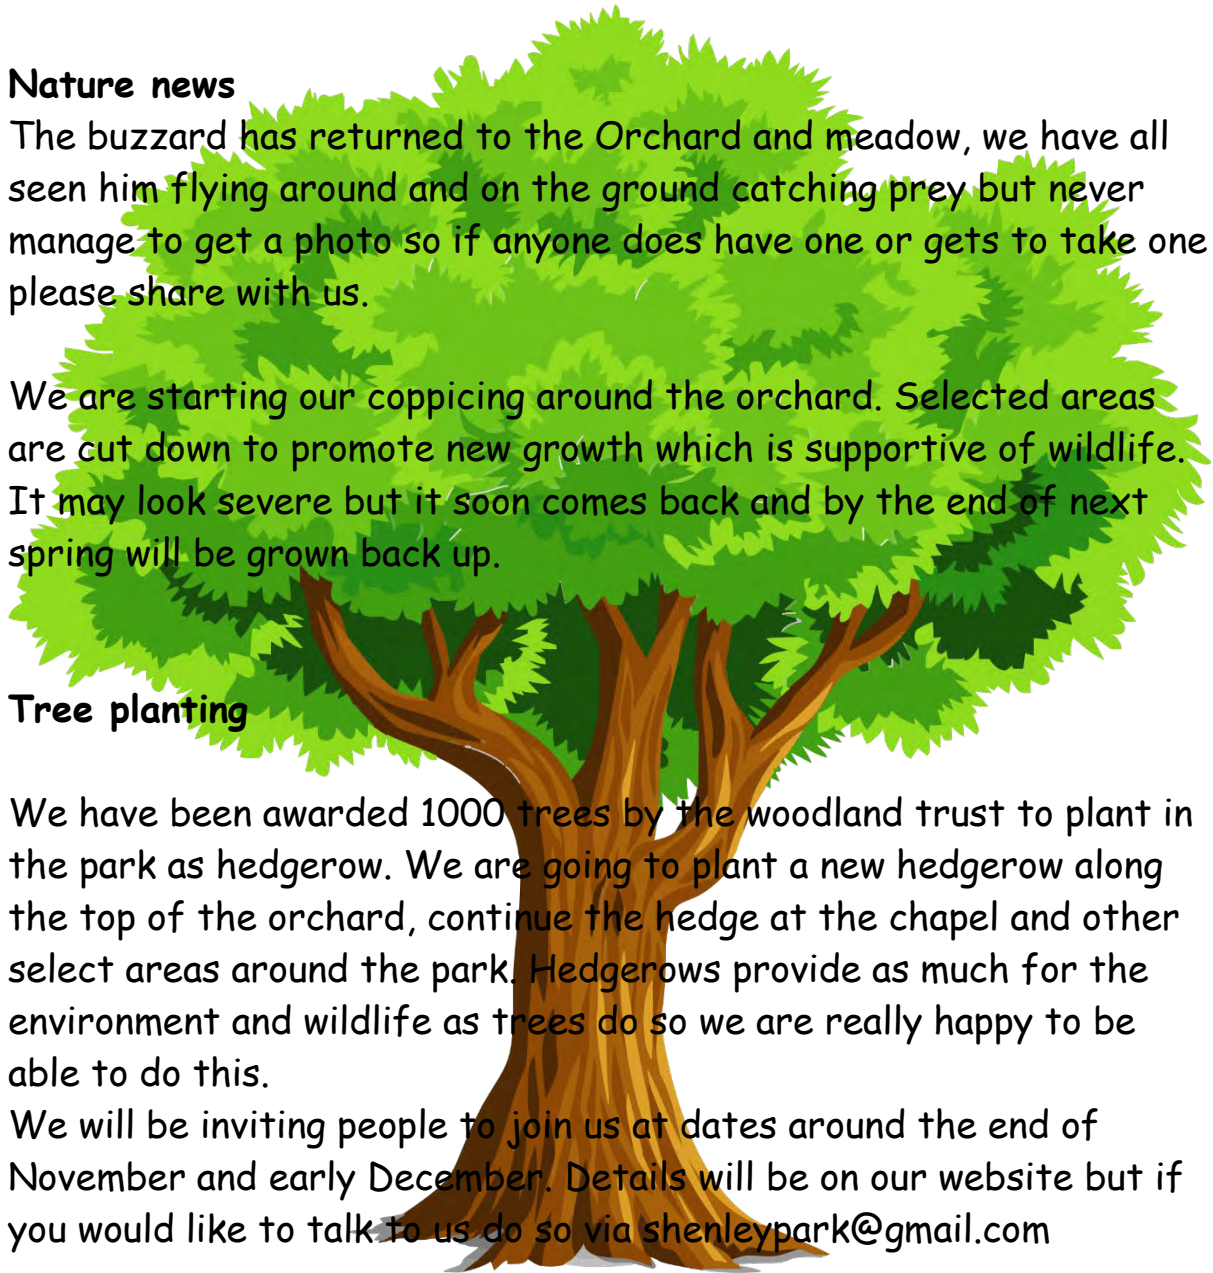 Nature news
The buzzard has returned to the Orchard and meadow, we have all
seen him flying around and on the ground catching prey but never
manage to get a photo so if anyone does have one or gets to take one
please share with us.
We are starting our coppicing around the orchard. Selected areas
are cut down to promote new growth which is supportive of wildlife.
It may look severe but it soon comes back and by the end of next
spring will be grown back up.
Tree planting
We have been awarded 1000 trees by the woodland trust to plant in
the park as hedgerow. We are going to plant a new hedgerow along
the top of the orchard, continue the hedge at the chapel and other
select areas around the park. Hedgerows provide as much for the
environment and wildlife as trees do so we are really happy to be
able to do this.
We will be inviting people to join us at dates around the end of
November and early December. Details will be on our website but if
you would like to talk to us do so via shenleypark@gmail.com